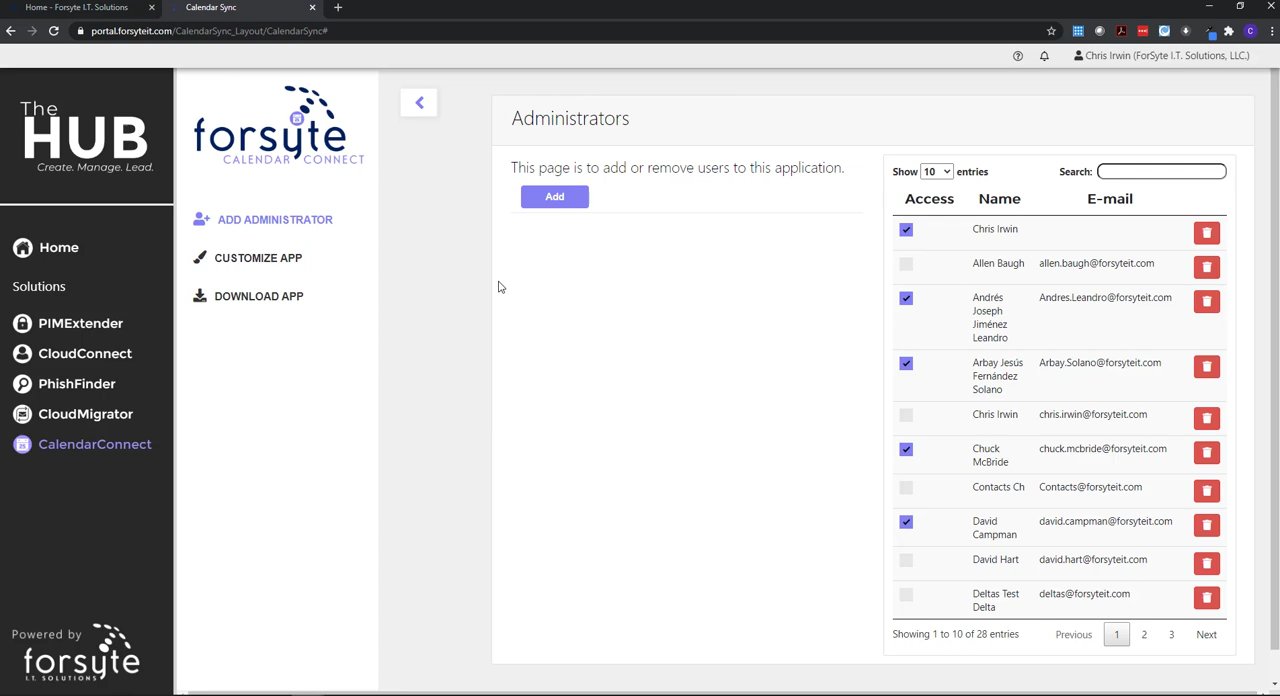 Home - Forsyte I.T. Solutions
Calendar Sync
portal.forsyteit.com/CalendarSync_Layout/CalendarSync#
Chris Irwin (ForSyte I.T. Solutions, LLC.)
The
HUB
Create. Manage. Lead.
Home
Solutions
PIMExtender
CloudConnect
PhishFinder
CloudMigrator
CalendarConnect
Powered by
forsyte
I.T. SOLUTIONS
forsyte
CALENDAR CONNECT
ADD ADMINISTRATOR
CUSTOMIZE APP
DOWNLOAD APP
Administrators
This page is to add or remove users to this application.
Add
Show 10 entries Search:
Access Name E-mail
Chris Irwin
Allen Baugh allen.baugh@forsyteit.com
Andrés Andres.Leandro@forsyteit.com
Joseph
Jiménez
Leandro
Arbay Jesús Arbay.Solano@forsyteit.com
Fernández
Solano
Chris Irwin chris.irwin@forsyteit.com
Chuck chuck.mcbride@forsyteit.com
McBride
Contacts Ch Contacts@forsyteit.com
David david.campman@forsyteit.com
Campman
David Hart david.hart@forsyteit.com
Deltas Test deltas@forsyteit.com
Delta
Showing 1 to 10 of 28 entries Previous 1 2 3 Next